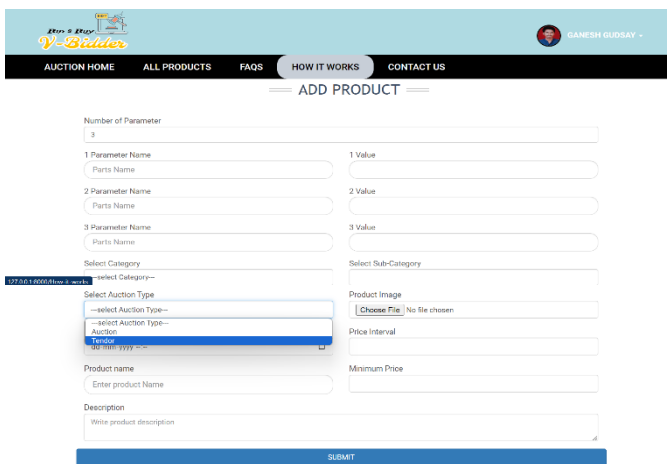 Bid & Buy
V-Bidder
GANESH GUDSAY
AUCTION HOME ALL PRODUCTS FAQS HOW IT WORKS CONTACT US
ADD PRODUCT
Number of Parameter
3
1 Parameter Name 1 Value
Parts Name
2 Parameter Name 2 Value
Parts Name
3 Parameter Name 3 Value
Parts Name
Select Category Select Sub-Category
---select Category---
127.0.0.1:8000/How it works
Select Auction Type Product Image
---select Auction Type--- Choose File No file chosen
---select Auction Type---
Auction Price Interval
Tendor
dd-mm-yyyy --:--
Product name Minimum Price
Enter product Name
Description
Write product description
SUBMIT